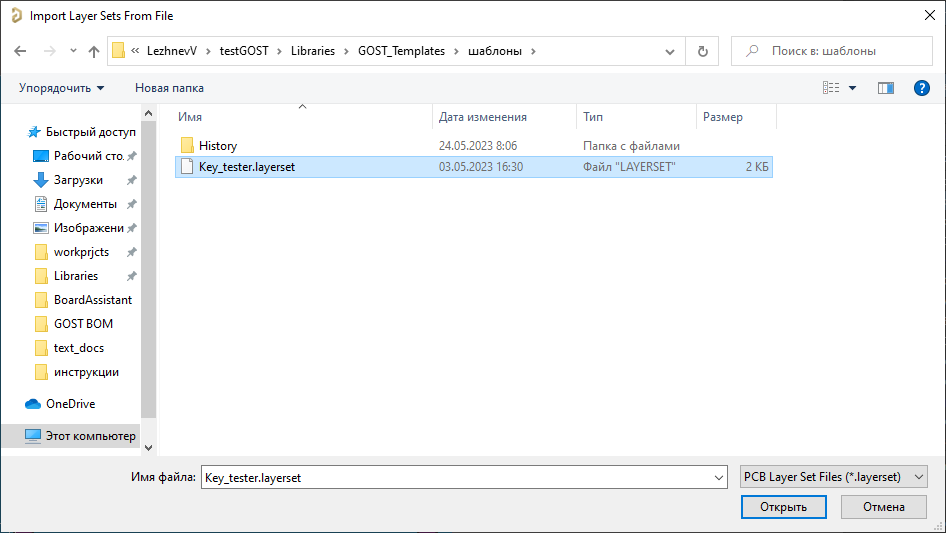 Import Layer Sets From File
« LezhnevV › testGOST › Libraries › GOST_Templates › шаблоны ›
Поиск в: шаблоны
Упорядочить
Новая папка
Имя
Дата изменения
Тип
Размер
History
24.05.2023 8:06
Папка с файлами
Key_tester.layerset
03.05.2023 16:30
Файл "LAYERSET"
2 КБ
Быстрый доступ
Рабочий сто.
Загрузки
Документы
Изображени
workprjcts
Libraries
BoardAssistant
GOST BOM
text_docs
инструкции
OneDrive
Этот компьютер
Имя файла:
Key_tester.layerset
PCB Layer Set Files (*.layerset)
Открыть
Отмена